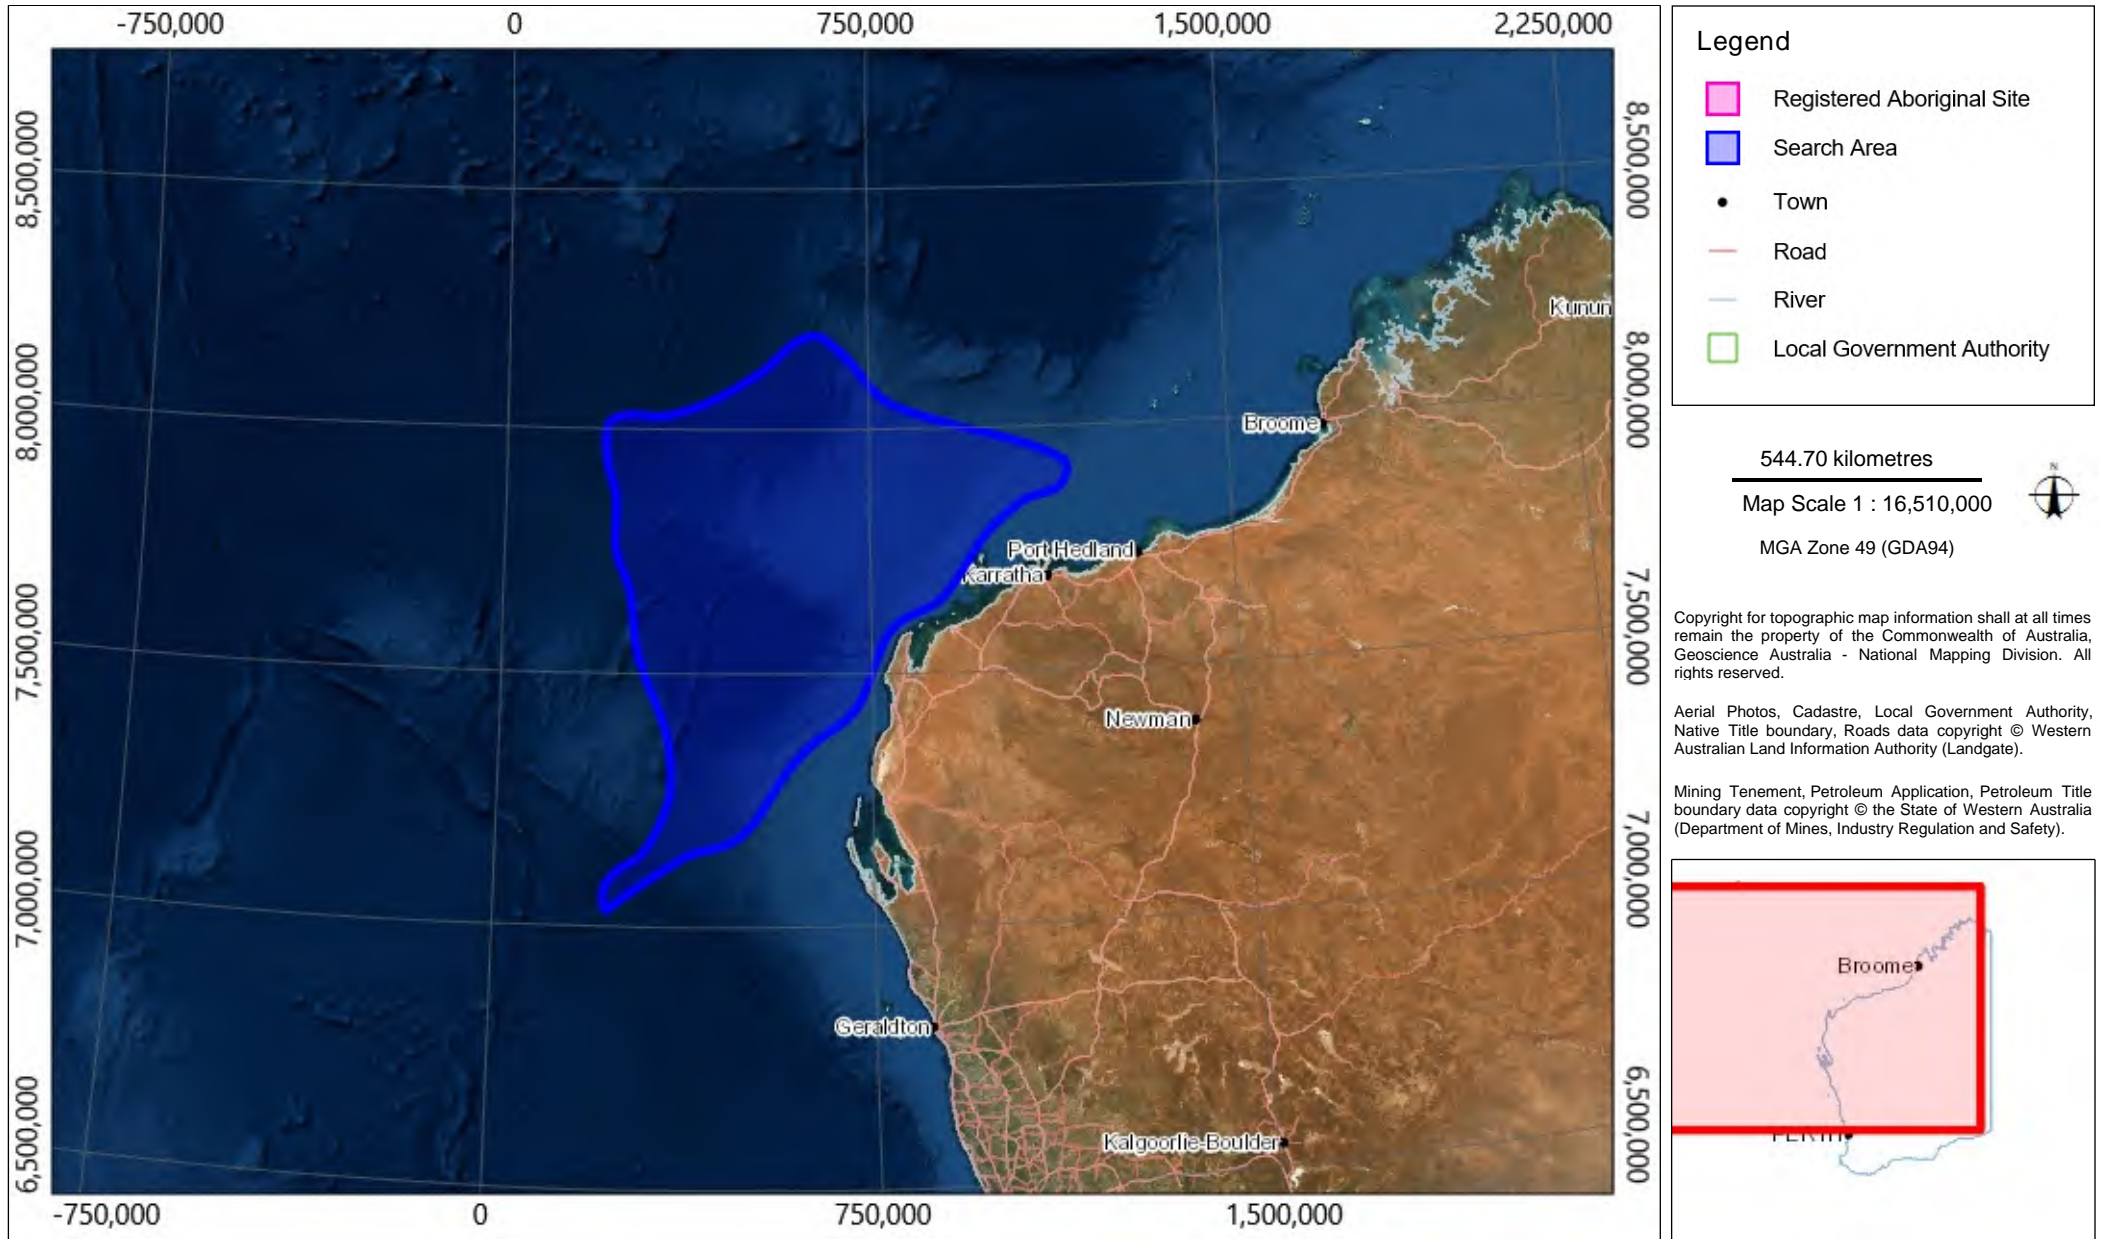 -750,000 0 750,000 1,500,000 2,250,000
8,500,000
8,000,000
7,500,000
7,000,000
6,500,000
8,500,000
8,000,000
7,500,000
7,000,000
6,500,000
Kunun
Broome
Port Hedland
Karratha
Newman
Geraldton
Kalgoorlie-Boulder
-750,000 0 750,000 1,500,000
Legend
Registered Aboriginal Site
Search Area
Town
Road
River
Local Government Authority
544.70 kilometres
Map Scale 1 : 16,510,000
MGA Zone 49 (GDA94)
N
Copyright for topographic map information shall at all times
remain the property of the Commonwealth of Australia,
Geoscience Australia - National Mapping Division. All
rights reserved.
Aerial Photos, Cadastre, Local Government Authority,
Native Title boundary, Roads data copyright © Western
Australian Land Information Authority (Landgate).
Mining Tenement, Petroleum Application, Petroleum Title
boundary data copyright © the State of Western Australia
(Department of Mines, Industry Regulation and Safety).
Broome
PERTH